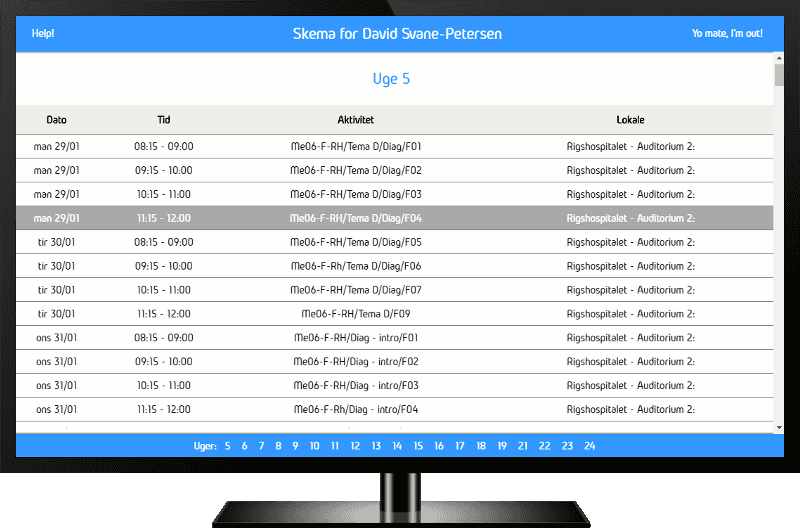 Help! Skema for David Svane-Petersen Yo mate, I'm out!
Uge 5
Dato Tid Aktivitet Lokale
man 29/01 08:15 - 09:00 Me06-F-RH/Tema D/Diag/F01 Rigshospitalet - Auditorium 2:
man 29/01 09:15 - 10:00 Me06-F-RH/Tema D/Diag/F02 Rigshospitalet - Auditorium 2:
man 29/01 10:15 - 11:00 Me06-F-RH/Tema D/Diag/F03 Rigshospitalet - Auditorium 2:
man 29/01 11:15 - 12:00 Me06-F-RH/Tema D/Diag/F04 Rigshospitalet - Auditorium 2:
tir 30/01 08:15 - 09:00 Me06-F-RH/Tema D/Diag/F05 Rigshospitalet - Auditorium 2:
tir 30/01 09:15 - 10:00 Me06-F-Rh/Tema D/Diag/F06 Rigshospitalet - Auditorium 2:
tir 30/01 10:15 - 11:00 Me06-F-RH/Tema D/Diag/F07 Rigshospitalet - Auditorium 2:
tir 30/01 11:15 - 12:00 Me06-F-RH/Tema D/F09 Rigshospitalet - Auditorium 2:
ons 31/01 08:15 - 09:00 Me06-F-RH/Diag - intro/F01 Rigshospitalet - Auditorium 2:
ons 31/01 09:15 - 10:00 Me06-F-RH/Diag - intro/F02 Rigshospitalet - Auditorium 2:
ons 31/01 10:15 - 11:00 Me06-F-RH/Diag - intro/F03 Rigshospitalet - Auditorium 2:
ons 31/01 11:15 - 12:00 Me06-F-Rh/Diag - intro/F04 Rigshospitalet - Auditorium 2:
Uger: 5 6 7 8 9 10 11 12 13 14 15 16 17 18 19 21 22 23 24